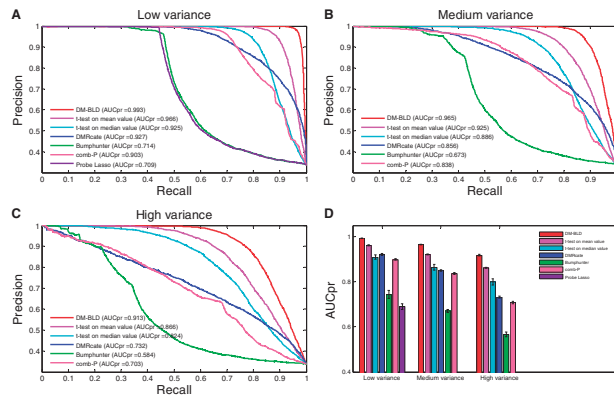 A
Low variance
Precision
1
0.9
0.8
0.7
0.6
0.5
0.4
DM-BLD (AUCpr=0.993)
t-test on mean value (AUCpr=0.966)
t-test on median value (AUCpr=0.925)
DMRcate (AUCpr=0.927)
Bumphunter (AUCpr=0.714)
comb-P (AUCpr=0.903)
Probe Lasso (AUCpr=0.709)
0 0.1 0.2 0.3 0.4 0.5 0.6 0.7 0.8 0.9 1
Recall
B
Medium variance
Precision
1
0.9
0.8
0.7
0.6
0.5
0.4
DM-BLD (AUCpr=0.965)
t-test on mean value (AUCpr=0.925)
t-test on median value (AUCpr=0.886)
DMRcate (AUCpr=0.856)
Bumphunter (AUCpr=0.673)
comb-P (AUCpr=0.838)
0 0.1 0.2 0.3 0.4 0.5 0.6 0.7 0.8 0.9 1
Recall
C
High variance
Precision
1
0.9
0.8
0.7
0.6
0.5
0.4
DM-BLD (AUCpr=0.913)
t-test on mean value (AUCpr=0.866)
t-test on median value (AUCpr=0.824)
DMRcate (AUCpr=0.732)
Bumphunter (AUCpr=0.584)
comb-P (AUCpr=0.703)
0 0.1 0.2 0.3 0.4 0.5 0.6 0.7 0.8 0.9 1
Recall
D
AUCpr
1
0.8
0.6
0.4
DM-BLD
t-test on mean value
t-test on median value
DMRcate
Bumphunter
comb-P
Probe Lasso
Low variance Medium variance High variance